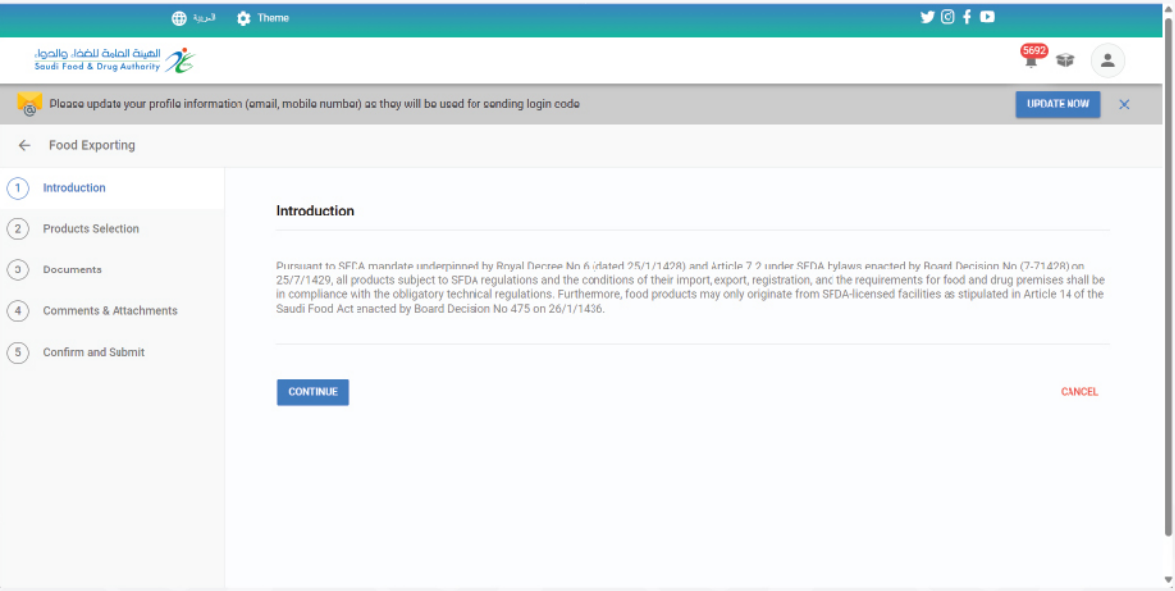 العربية
Theme
الهيئة العامة للغذاء والدواء
Saudi Food & Drug Authority
5692
Please update your profile information (email, mobile number) as they will be used for sending login code
UPDATE NOW
Food Exporting
1 Introduction
2 Products Selection
3 Documents
4 Comments & Attachments
5 Confirm and Submit
Introduction
Pursuant to SFDA mandate underpinned by Royal Decree No 6 (dated 25/1/1428) and Article 7.2 under SFDA bylaws enacted by Board Decision No (7-71428) on
25/7/1429, all products subject to SFDA regulations and the conditions of their import, export, registration, and the requirements for food and drug premises shall be
in compliance with the obligatory technical regulations. Furthermore, food products may only originate from SFDA-licensed facilities as stipulated in Article 14 of the
Saudi Food Act enacted by Board Decision No 475 on 26/1/1436.
CONTINUE
CANCEL